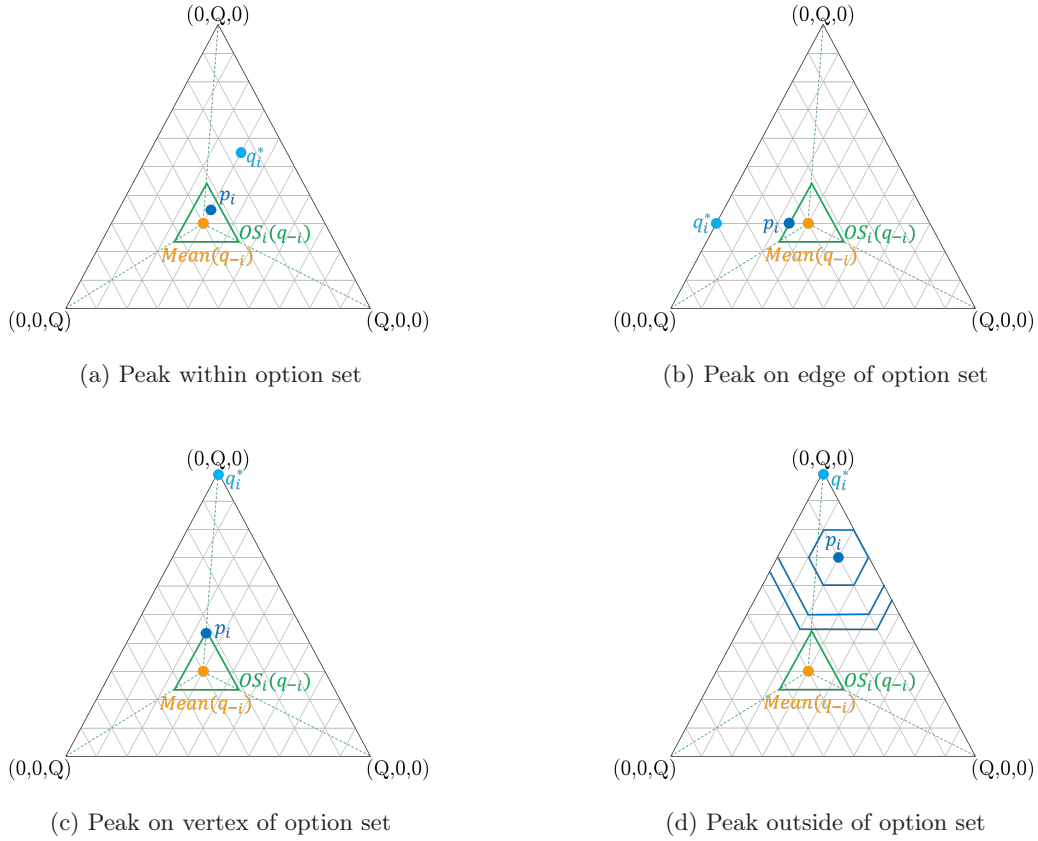 (0,Q,0)
q_i^*
p_i
OS_i(q_{-i})
Mean(q_{-i})
(0,0,Q)
(Q,0,0)
(a) Peak within option set
(0,Q,0)
q_i^*
p_i
OS_i(q_{-i})
Mean(q_{-i})
(0,0,Q)
(Q,0,0)
(b) Peak on edge of option set
(0,Q,0)
q_i^*
p_i
OS_i(q_{-i})
Mean(q_{-i})
(0,0,Q)
(Q,0,0)
(c) Peak on vertex of option set
(0,Q,0)
q_i^*
p_i
OS_i(q_{-i})
Mean(q_{-i})
(0,0,Q)
(Q,0,0)
(d) Peak outside of option set